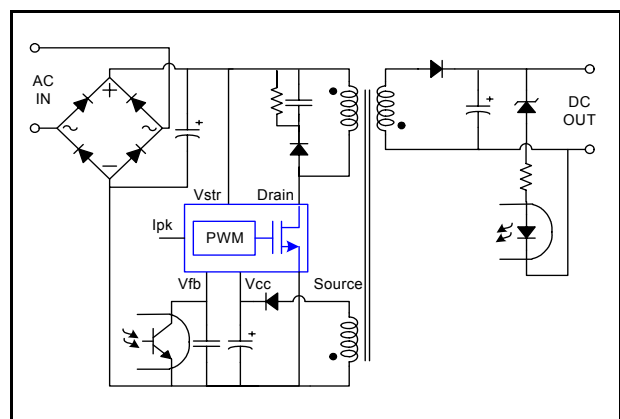 AC
IN
+
~
~
−
+
+
DC
OUT
Vstr
Drain
Ipk
PWM
Vfb
Vcc
Source
+